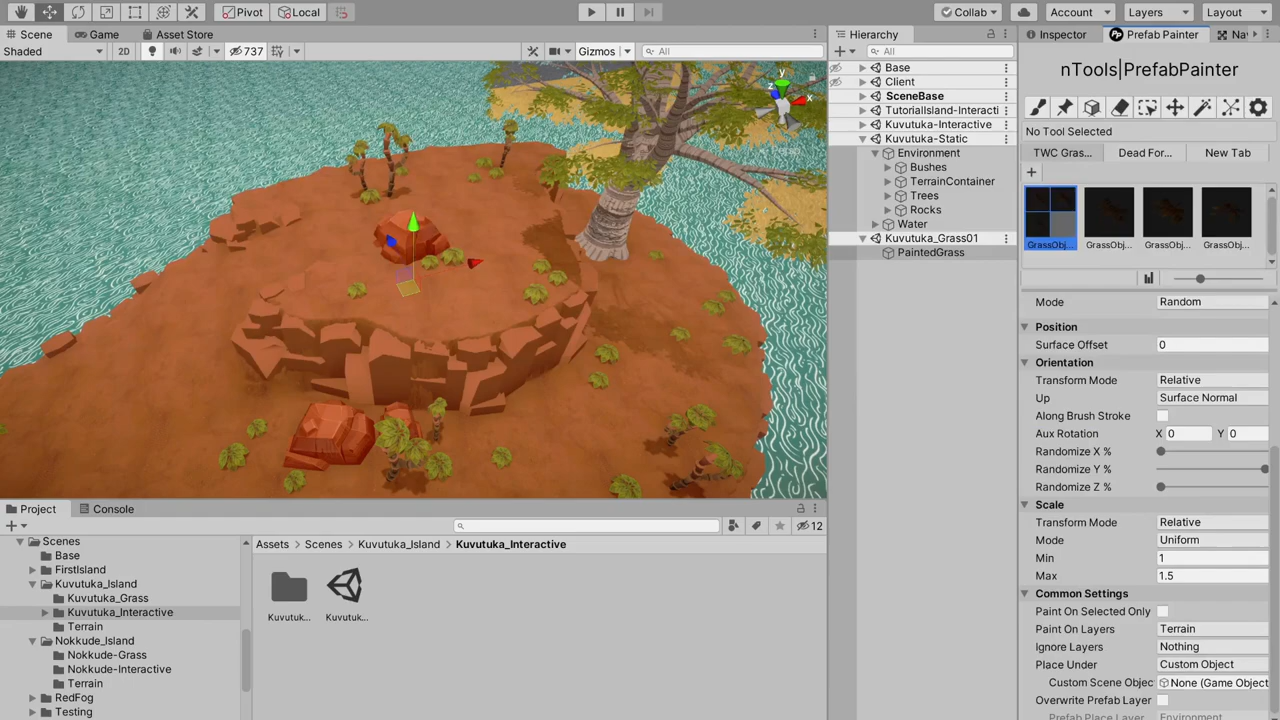 Pivot
Local
Collab
Account
Layers
Layout
Scene
Game
Asset Store
Shaded
2D
737
Gizmos
All
y
z
x
Persp
Hierarchy
All
Base
Client
SceneBase
TutorialIsland-Interacti
Kuvutuka-Interactive
Kuvutuka-Static
Environment
Bushes
TerrainContainer
Trees
Rocks
Water
Kuvutuka_Grass01
PaintedGrass
Inspector
Prefab Painter
Na
nTools|PrefabPainter
No Tool Selected
TWC Gras...
Dead For...
New Tab
GrassObj...
GrassObj...
GrassObj...
GrassObj...
Mode
Random
Position
Surface Offset
0
Orientation
Transform Mode
Relative
Up
Surface Normal
Along Brush Stroke
Aux Rotation
X 0
Y 0
Randomize X %
Randomize Y %
Randomize Z %
Scale
Transform Mode
Relative
Mode
Uniform
Min
1
Max
1.5
Common Settings
Paint On Selected Only
Paint On Layers
Terrain
Ignore Layers
Nothing
Place Under
Custom Object
Custom Scene Objec
None (Game Object
Overwrite Prefab Layer
Prefab Place Layer
Environment
Project
Console
12
Scenes
Base
FirstIsland
Kuvutuka_Island
Kuvutuka_Grass
Kuvutuka_Interactive
Terrain
Nokkude_Island
Nokkude-Grass
Nokkude-Interactive
Terrain
RedFog
Testing
Assets
Scenes
Kuvutuka_Island
Kuvutuka_Interactive
Kuvutuk...
Kuvutuk...